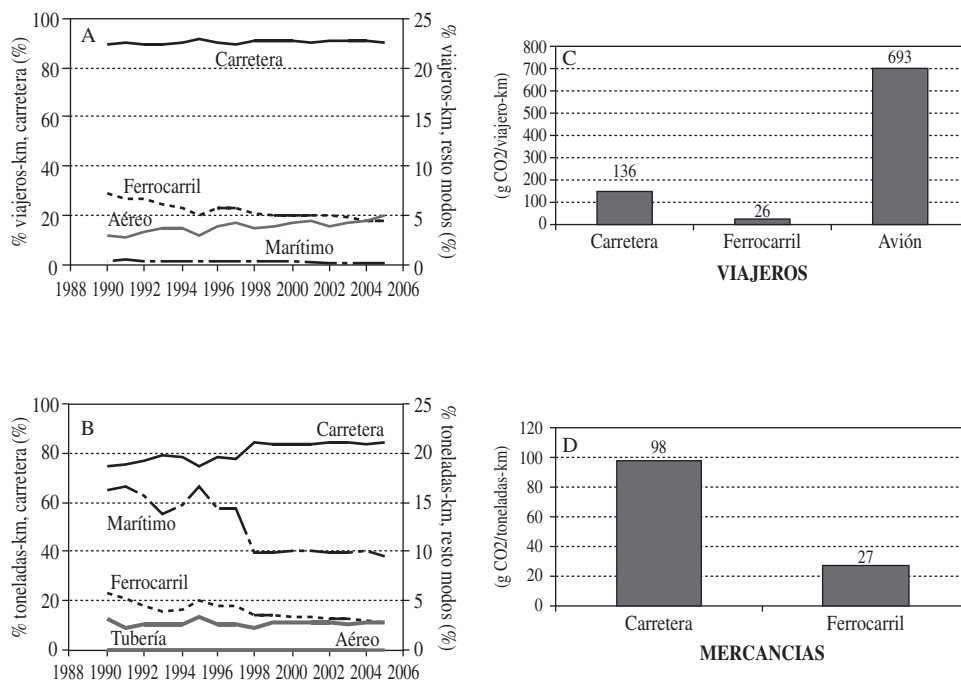 A
% viajeros-km, carretera (%)
100
80
60
40
20
0
25
20
15
10
5
0
% viajeros-km, resto modos (%)
Carretera
Ferrocarril
Aéreo
Marítimo
1988 1990 1992 1994 1996 1998 2000 2002 2004 2006
C
(g CO2/viajero-km)
800
700
600
500
400
300
200
100
0
136
26
693
Carretera
Ferrocarril
Avión
VIAJEROS
B
% toneladas-km, carretera (%)
100
80
60
40
20
0
25
20
15
10
5
0
% toneladas-km, resto modos (%)
Carretera
Marítimo
Ferrocarril
Tubería
Aéreo
1988 1990 1992 1994 1996 1998 2000 2002 2004 2006
D
(g CO2/toneladas-km)
120
100
80
60
40
20
0
98
27
Carretera
Ferrocarril
MERCANCIAS